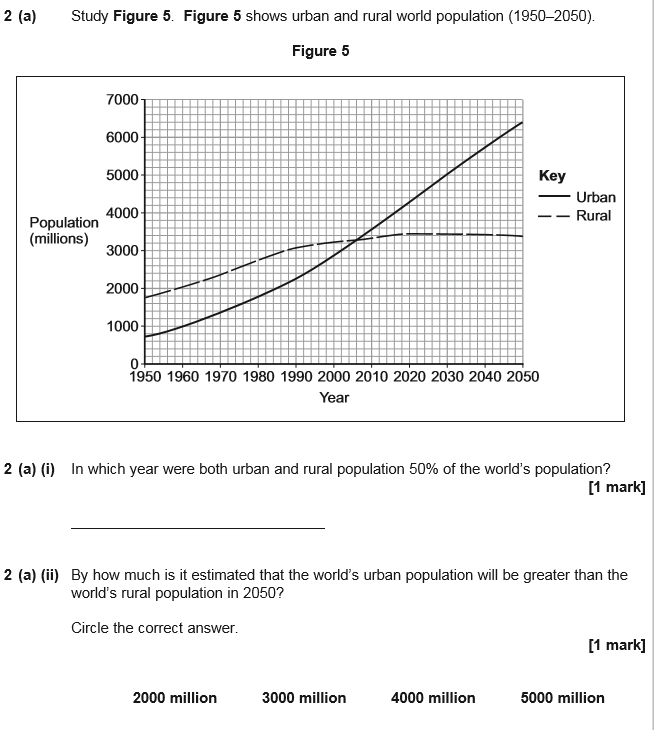 2 (a) Study Figure 5. Figure 5 shows urban and rural world population (1950–2050).
Figure 5
7000
6000
5000
4000
3000
2000
1000
0
Population
(millions)
1950 1960 1970 1980 1990 2000 2010 2020 2030 2040 2050
Year
Key
Urban
Rural
2 (a) (i) In which year were both urban and rural population 50% of the world's population?
[1 mark]
2 (a) (ii) By how much is it estimated that the world's urban population will be greater than the
world's rural population in 2050?
Circle the correct answer.
[1 mark]
2000 million 3000 million 4000 million 5000 million